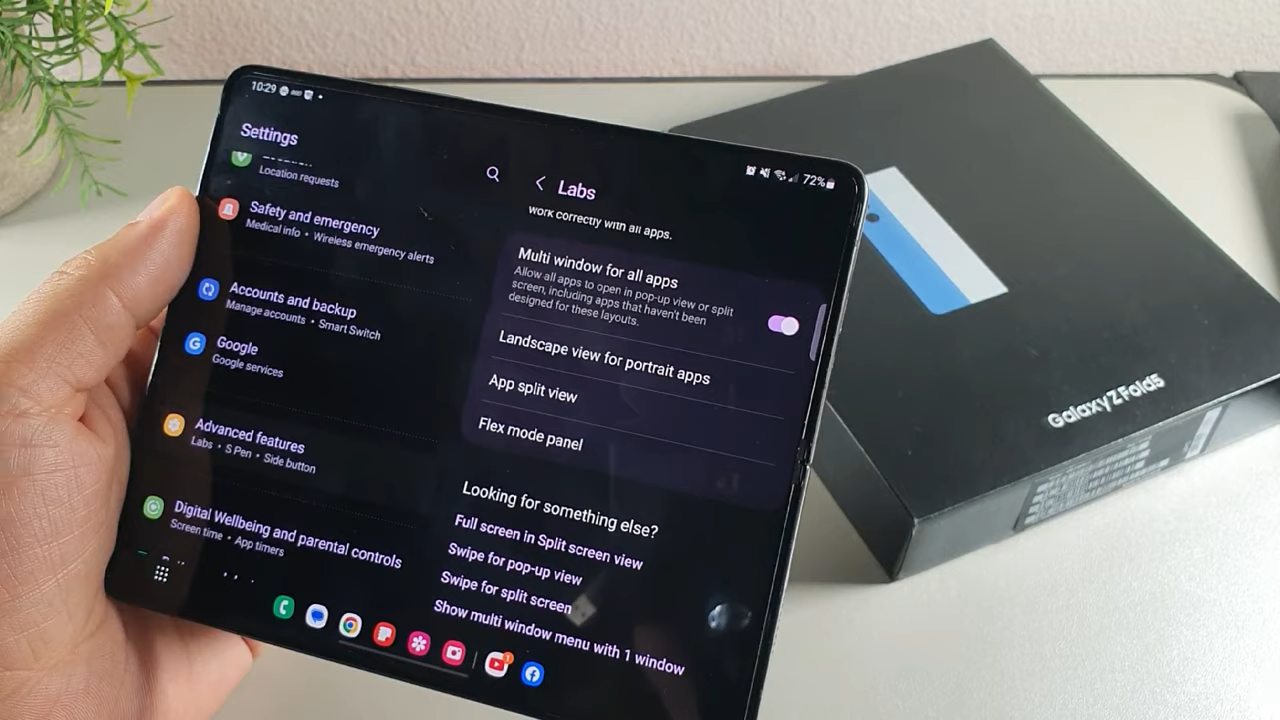 10:29
72%
Settings
Location requests
Safety and emergency
Medical info • Wireless emergency alerts
Accounts and backup
Manage accounts • Smart Switch
Google
Google services
Advanced features
Labs • S Pen • Side button
Digital Wellbeing and parental controls
Screen time • App timers
Labs
work correctly with all apps.
Multi window for all apps
Allow all apps to open in pop-up view or split
screen, including apps that haven't been
designed for these layouts.
Landscape view for portrait apps
App split view
Flex mode panel
Looking for something else?
Full screen in Split screen view
Swipe for pop-up view
Swipe for split screen
Show multi window menu with 1 window
1
Galaxy Z Fold5